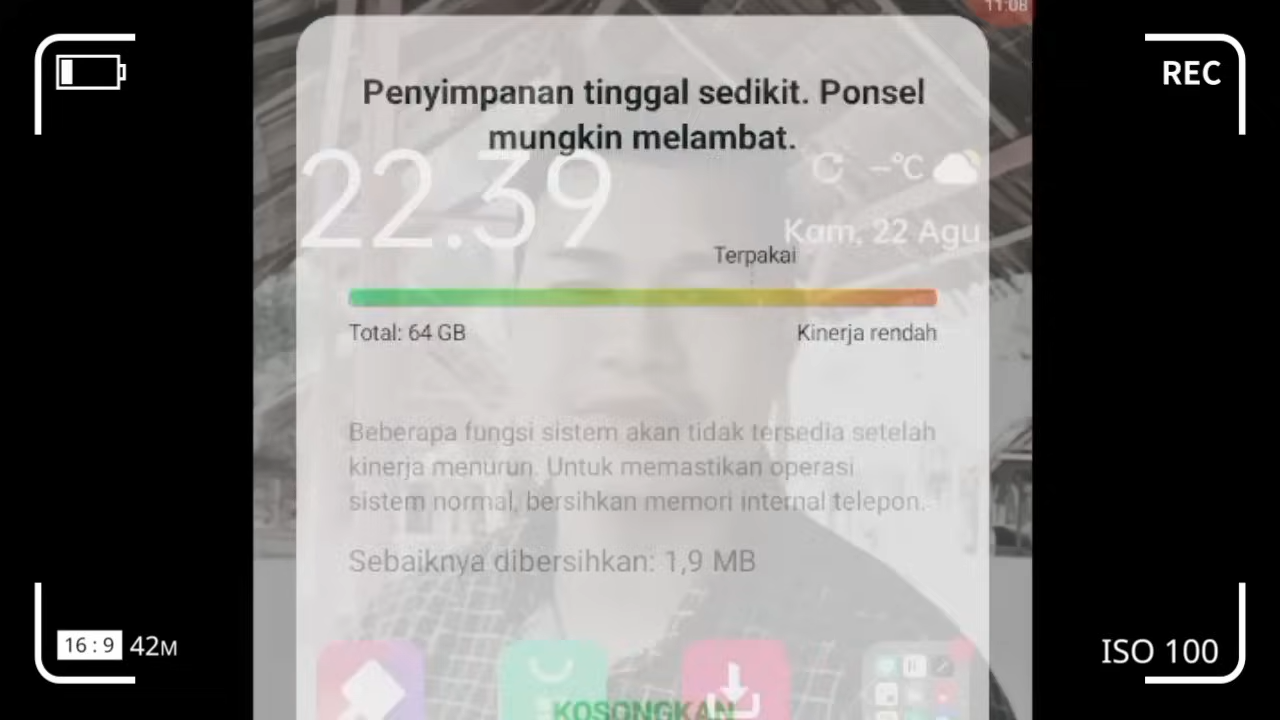 11:08
REC
Penyimpanan tinggal sedikit. Ponsel
mungkin melambat.
22.39
–°C
Kam, 22 Agu
Terpakai
Total: 64 GB
Kinerja rendah
Beberapa fungsi sistem akan tidak tersedia setelah
kinerja menurun. Untuk memastikan operasi
sistem normal, bersihkan memori internal telepon.
Sebaiknya dibersihkan: 1,9 MB
16:9 42M
ISO 100
KOSONGKAN